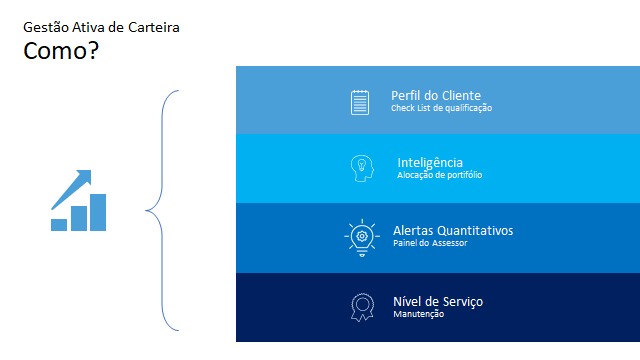 Gestão Ativa de Carteira
Como?
Perfil do Cliente
Check List de qualificação
Inteligência
Alocação de portifólio
Alertas Quantitativos
Painel do Assessor
Nível de Serviço
Manutenção